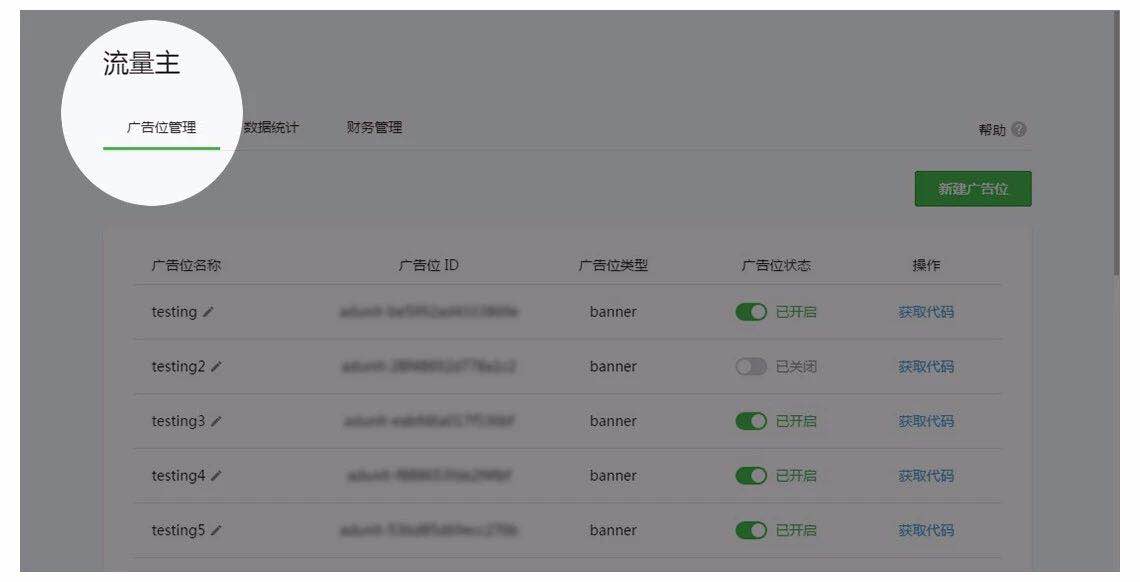 流量主
广告位管理 数据统计 财务管理 帮助
新建广告位
广告位名称 广告位 ID 广告位类型 广告位状态 操作
testing banner 已开启 获取代码
testing2 banner 已关闭 获取代码
testing3 banner 已开启 获取代码
testing4 banner 已开启 获取代码
testing5 banner 已开启 获取代码